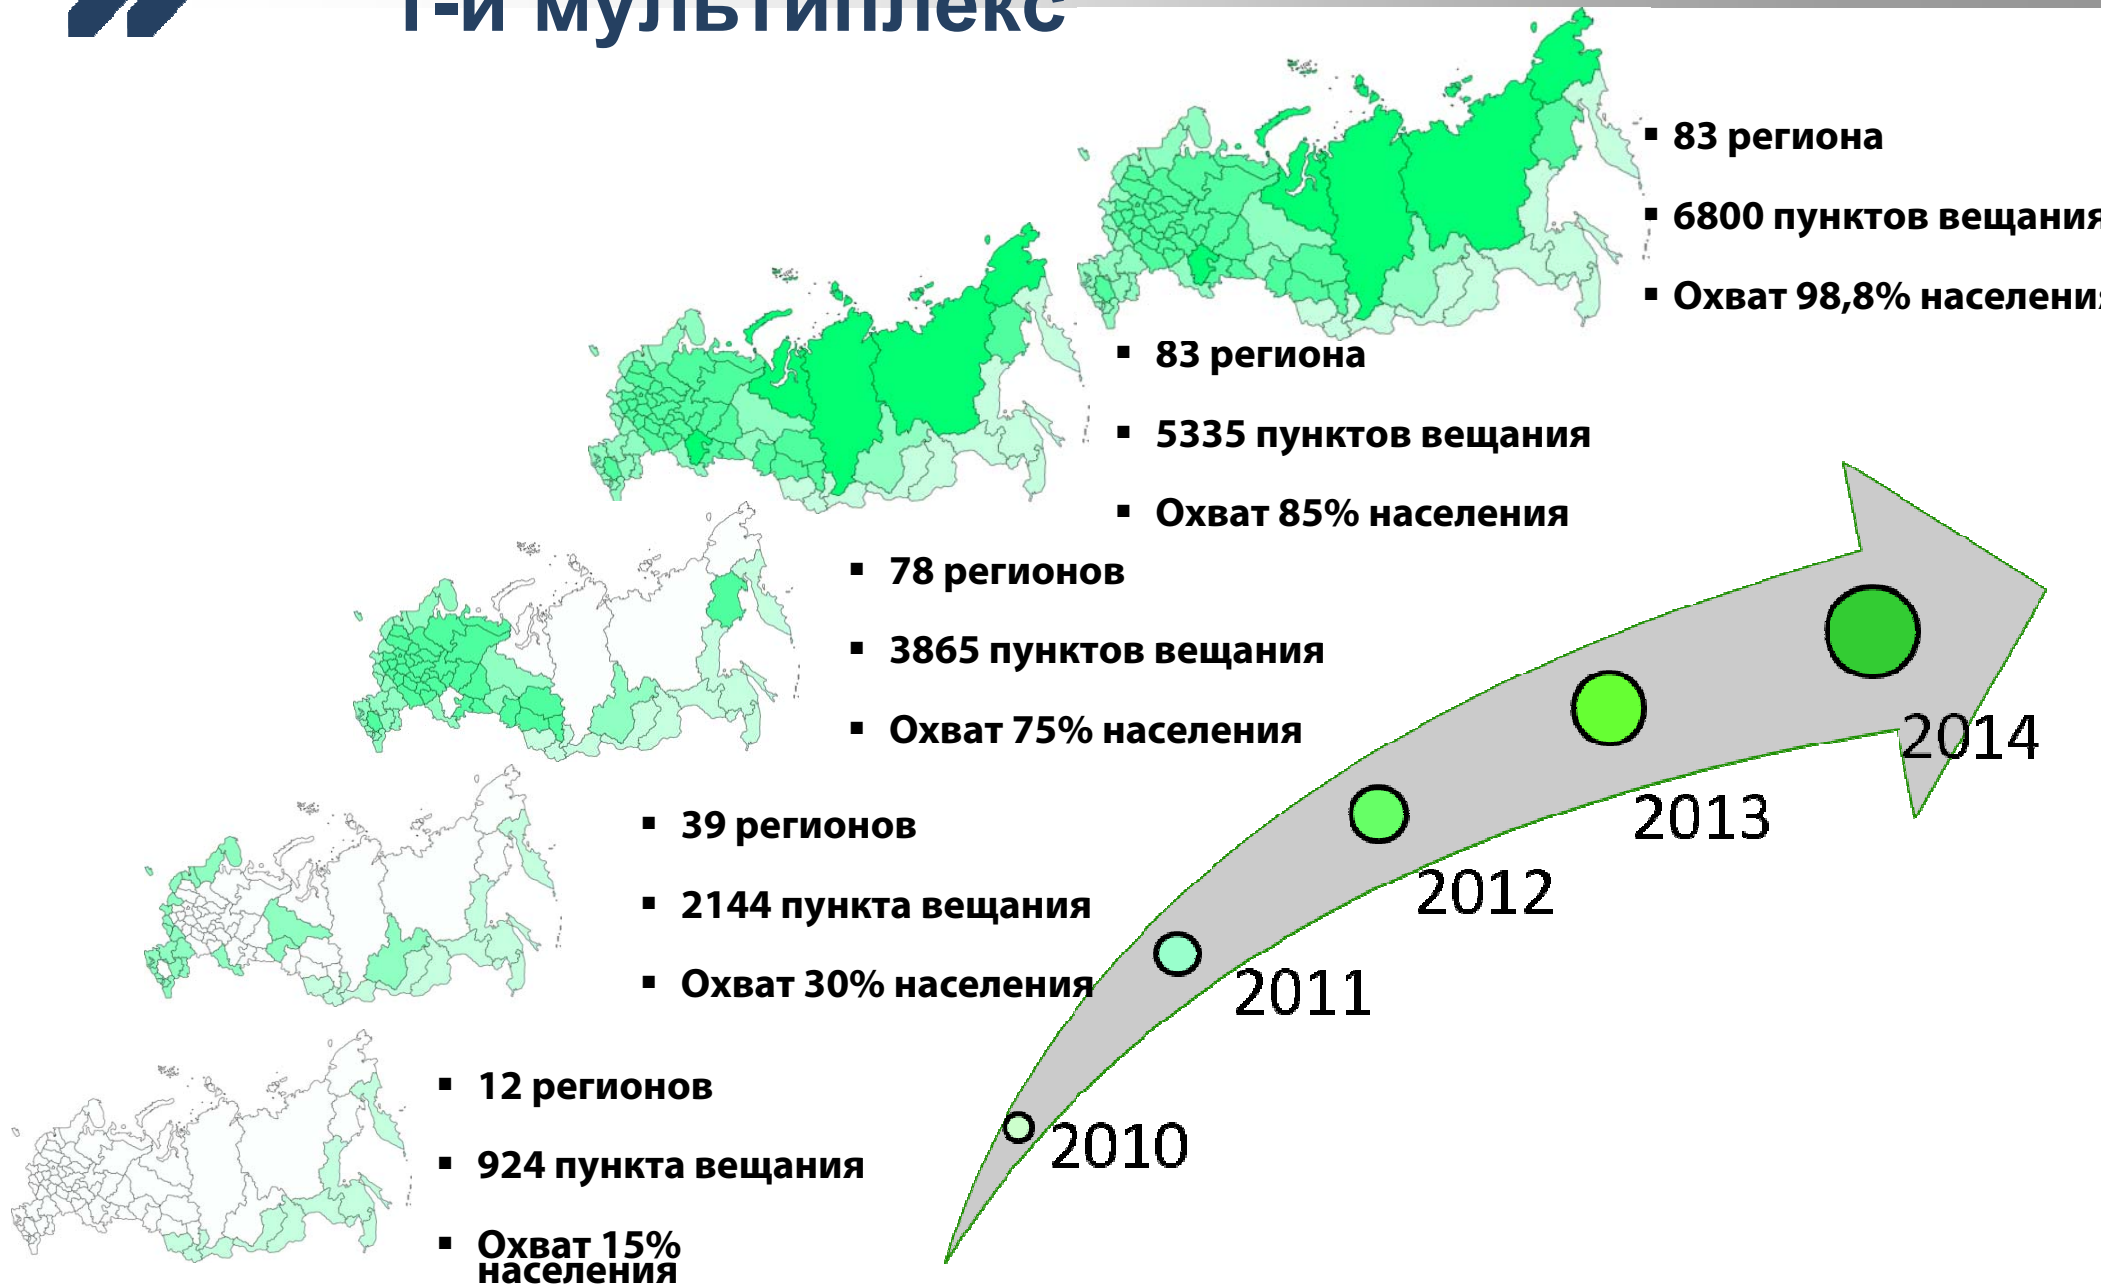 1-й мультиплекс
83 региона
6800 пунктов вещания
Охват 98,8% населения
83 региона
5335 пунктов вещания
Охват 85% населения
78 регионов
3865 пунктов вещания
Охват 75% населения
39 регионов
2144 пункта вещания
Охват 30% населения
12 регионов
924 пункта вещания
Охват 15%
населения
2014
2013
2012
2011
2010